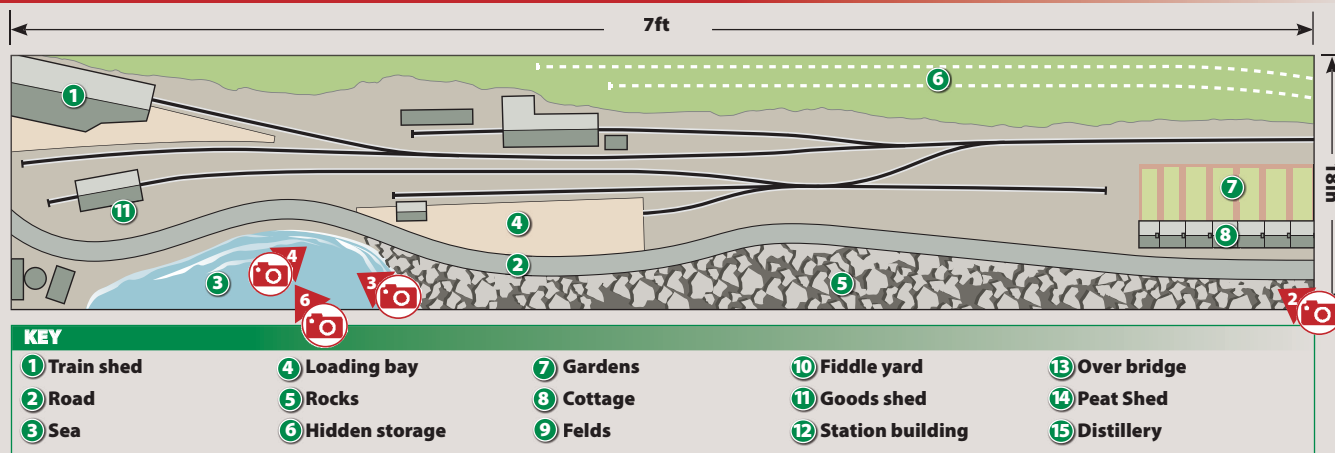 7ft
1
6
18in
7
11
4
8
4
2
3
3
5
6
2
KEY
1 Train shed
4 Loading bay
7 Gardens
10 Fiddle yard
13 Over bridge
2 Road
5 Rocks
8 Cottage
11 Goods shed
14 Peat Shed
3 Sea
6 Hidden storage
9 Felds
12 Station building
15 Distillery